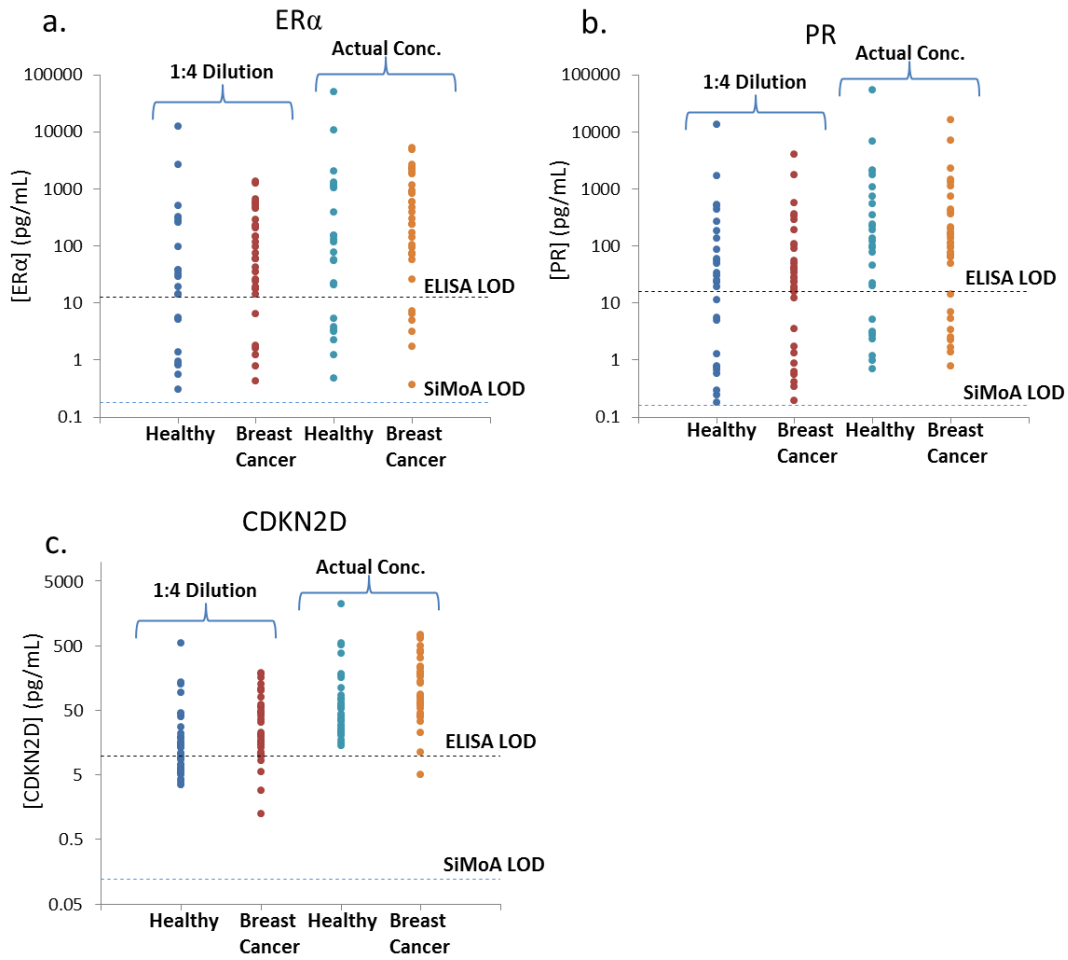 a.
ERα
1:4 Dilution
Actual Conc.
[ERα] (pg/mL)
100000
10000
1000
100
10
1
0.1
ELISA LOD
SiMoA LOD
Healthy
Breast
Cancer
Healthy
Breast
Cancer
b.
PR
1:4 Dilution
Actual Conc.
[PR] (pg/mL)
100000
10000
1000
100
10
1
0.1
ELISA LOD
SiMoA LOD
Healthy
Breast
Cancer
Healthy
Breast
Cancer
c.
CDKN2D
1:4 Dilution
Actual Conc.
[CDKN2D] (pg/mL)
5000
500
50
5
0.5
0.05
ELISA LOD
SiMoA LOD
Healthy
Breast
Cancer
Healthy
Breast
Cancer